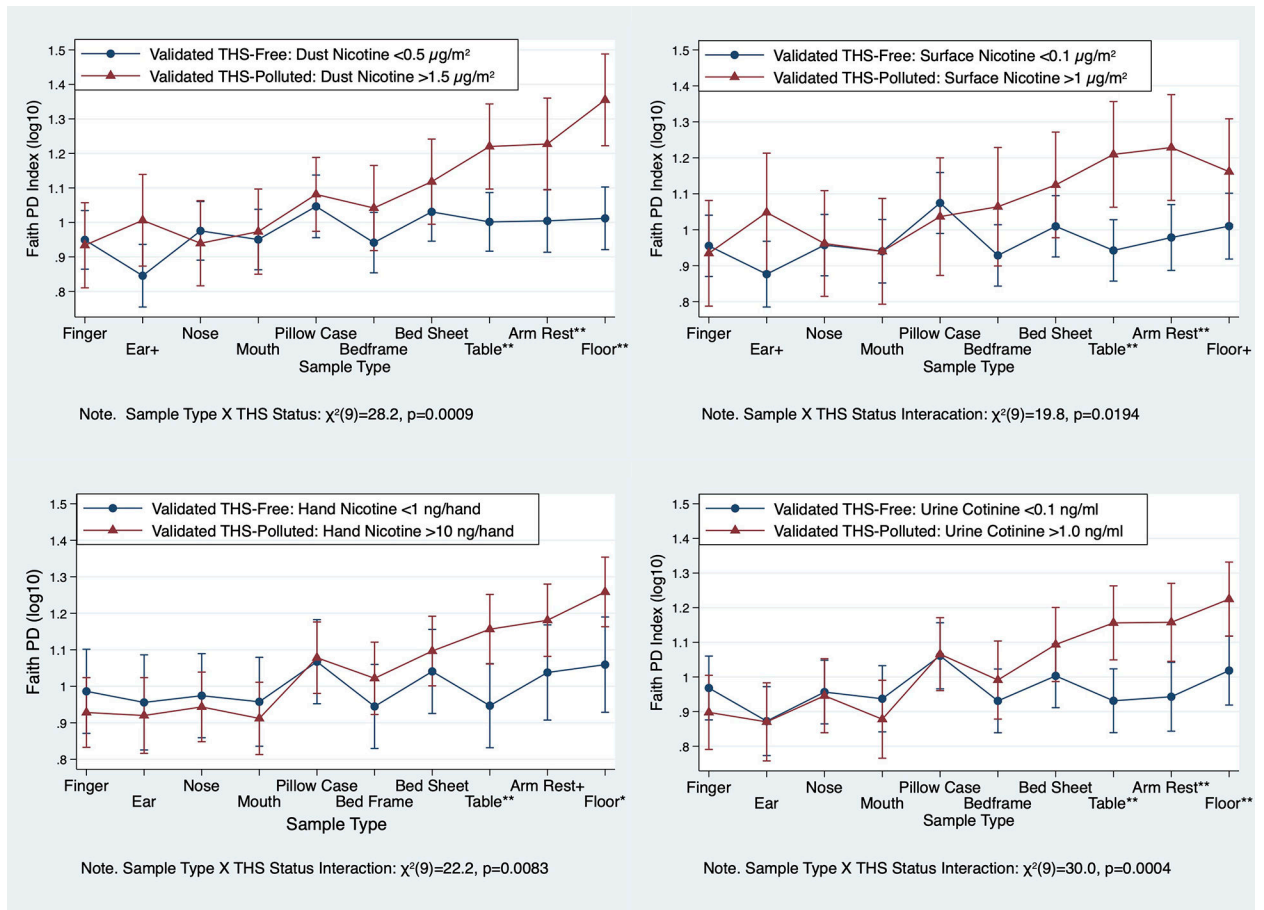 Validated THS-Free: Dust Nicotine <0.5 µg/m²
Validated THS-Polluted: Dust Nicotine >1.5 µg/m²
Faith PD Index (log10)
1.5
1.4
1.3
1.2
1.1
1
.9
.8
Finger
Ear+
Nose
Mouth
Pillow Case
Bedframe
Bed Sheet
Table**
Arm Rest**
Floor**
Sample Type
Note. Sample Type X THS Status: χ²(9)=28.2, p=0.0009
Validated THS-Free: Surface Nicotine <0.1 µg/m²
Validated THS-Polluted: Surface Nicotine >1 µg/m²
Faith PD Index (log10)
1.5
1.4
1.3
1.2
1.1
1
.9
.8
Finger
Ear+
Nose
Mouth
Pillow Case
Bedframe
Bed Sheet
Table**
Arm Rest**
Floor+
Sample Type
Note. Sample X THS Status Interacation: χ²(9)=19.8, p=0.0194
Validated THS-Free: Hand Nicotine <1 ng/hand
Validated THS-Polluted: Hand Nicotine >10 ng/hand
Faith PD (log10)
1.5
1.4
1.3
1.2
1.1
1
.9
.8
Finger
Ear
Nose
Mouth
Pillow Case
Bed Frame
Bed Sheet
Table**
Arm Rest+
Floor*
Sample Type
Note. Sample Type X THS Status Interaction: χ²(9)=22.2, p=0.0083
Validated THS-Free: Urine Cotinine <0.1 ng/ml
Validated THS-Polluted: Urine Cotinine >1.0 ng/ml
Faith PD Index (log10)
1.5
1.4
1.3
1.2
1.1
1
.9
.8
Finger
Ear
Nose
Mouth
Pillow Case
Bedframe
Bed Sheet
Table**
Arm Rest**
Floor**
Sample Type
Note. Sample Type X THS Status Interaction: χ²(9)=30.0, p=0.0004